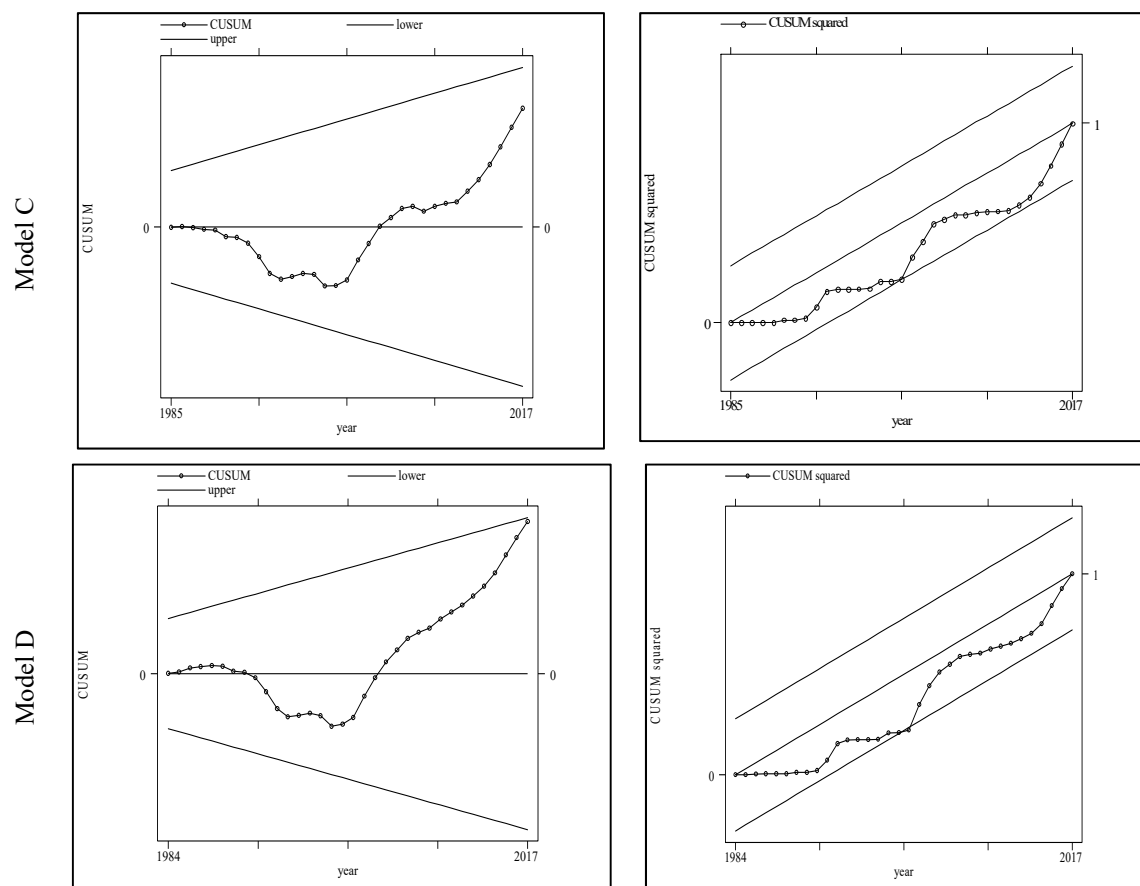 Model C
CUSUM
lower
upper
CUSUM
0
0
1985
2017
year
CUSUM squared
CUSUM squared
0
1
1985
2017
year
Model D
CUSUM
lower
upper
CUSUM
0
0
1984
2017
year
CUSUM squared
CUSUM squared
0
1
1984
2017
year